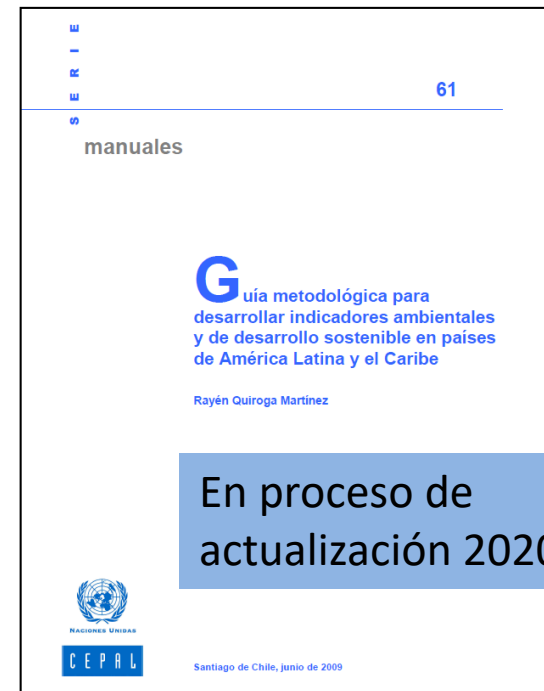 SERIE
61
manuales
Guía metodológica para
desarrollar indicadores ambientales
y de desarrollo sostenible en países
de América Latina y el Caribe
Rayén Quiroga Martínez
En proceso de
actualización 2020
NACIONES UNIDAS
CEPAL
Santiago de Chile, junio de 2009